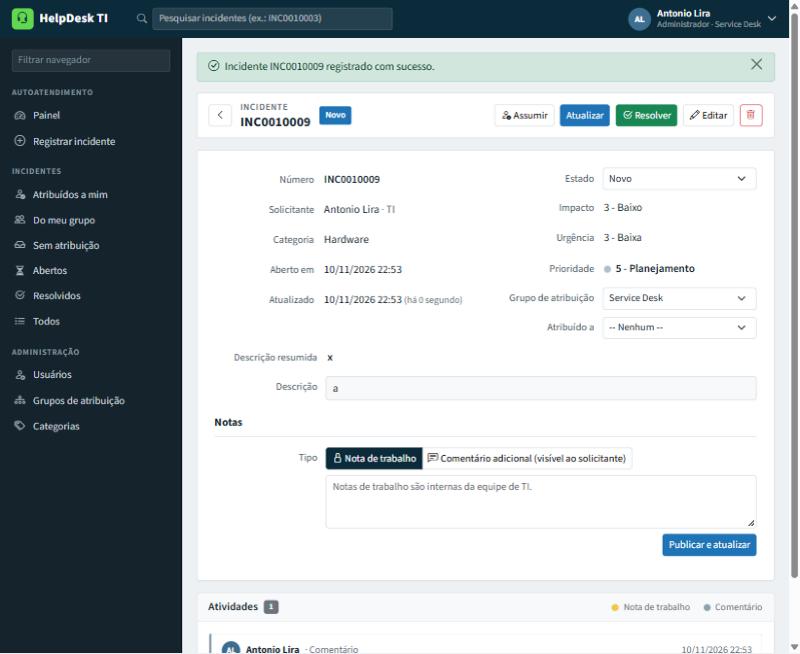 HelpDesk TI
Pesquisar incidentes (ex.: INC0010003)
AL
Antonio Lira
Administrador · Service Desk
Filtrar navegador
AUTOATENDIMENTO
Painel
Registrar incidente
INCIDENTES
Atribuídos a mim
Do meu grupo
Sem atribuição
Abertos
Resolvidos
Todos
ADMINISTRAÇÃO
Usuários
Grupos de atribuição
Categorias
Incidente INC0010009 registrado com sucesso.
INCIDENTE
INC0010009
Novo
Assumir
Atualizar
Resolver
Editar
Número INC0010009
Estado Novo
Solicitante Antonio Lira · TI
Impacto 3 - Baixo
Categoria Hardware
Urgência 3 - Baixa
Aberto em 10/11/2026 22:53
Prioridade 5 - Planejamento
Atualizado 10/11/2026 22:53 (há 0 segundo)
Grupo de atribuição Service Desk
Atribuído a -- Nenhum --
Descrição resumida x
Descrição a
Notas
Tipo Nota de trabalho Comentário adicional (visível ao solicitante)
Notas de trabalho são internas da equipe de TI.
Publicar e atualizar
Atividades 1
Nota de trabalho Comentário
AL Antonio Lira · Comentário 10/11/2026 22:53